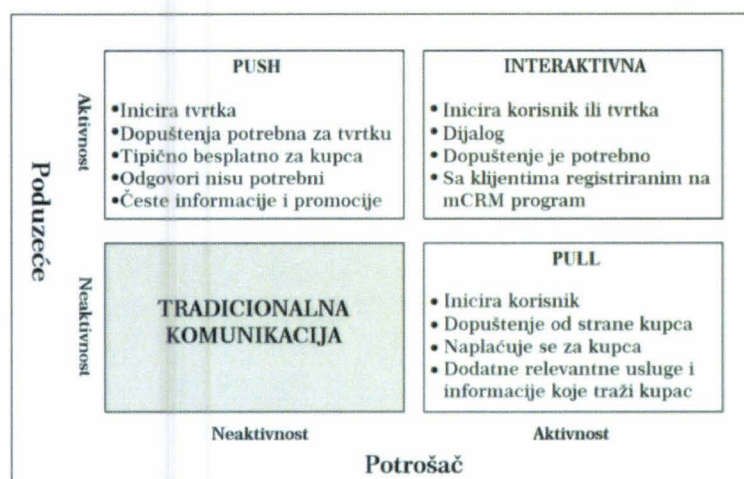 PUSH
•Inicira tvrtka
•Dopuštenja potrebna za tvrtku
•Tipično besplatno za kupca
•Odgovori nisu potrebni
•Česte informacije i promocije
INTERAKTIVNA
• Inicira korisnik ili tvrtka
• Dijalog
• Dopuštenje je potrebno
• Sa klijentima registriranim na
mCRM program
Aktivnost
Poduzeće
Neaktivnost
TRADICIONALNA
KOMUNIKACIJA
PULL
• Inicira korisnik
• Dopuštenje od strane kupca
• Naplaćuje se za kupca
• Dodatne relevantne usluge i
informacije koje traži kupac
Neaktivnost
Aktivnost
Potrošač